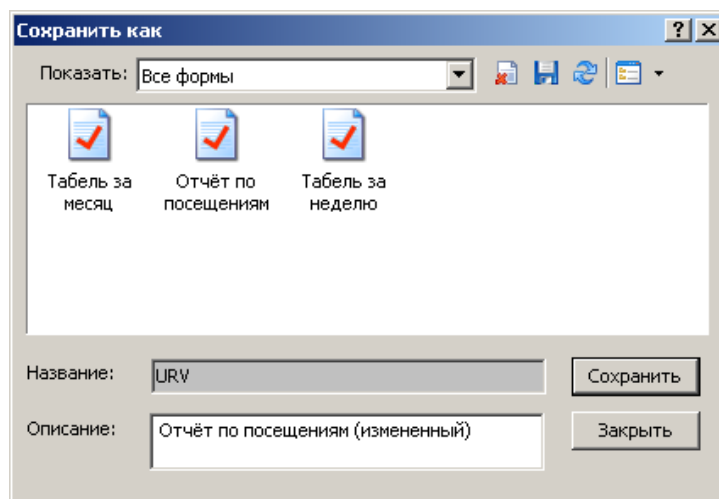 Сохранить как
Показать: Все формы
Табель за месяц
Отчёт по посещениям
Табель за неделю
Название: URV
Сохранить
Описание: Отчёт по посещениям (измененный)
Закрыть